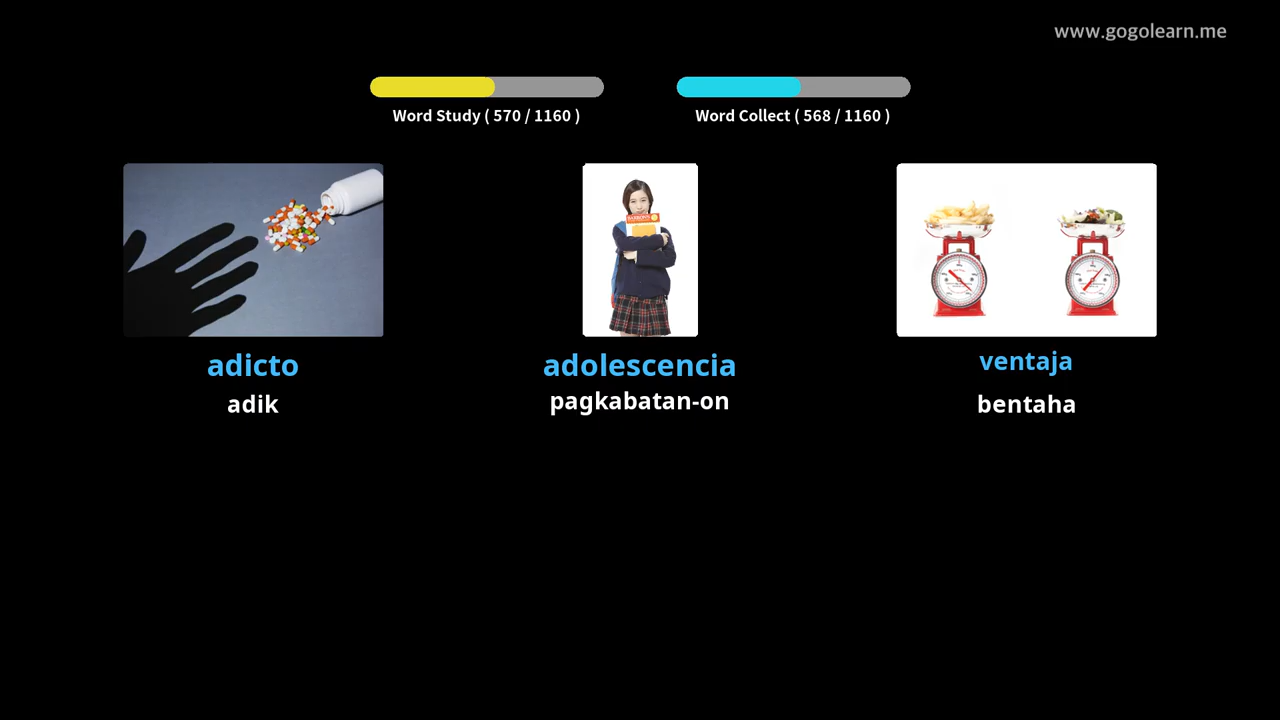 www.gogolearn.me
Word Study ( 570 / 1160 )
Word Collect ( 568 / 1160 )
adicto
adolescencia
ventaja
adik
pagkabatan-on
bentaha